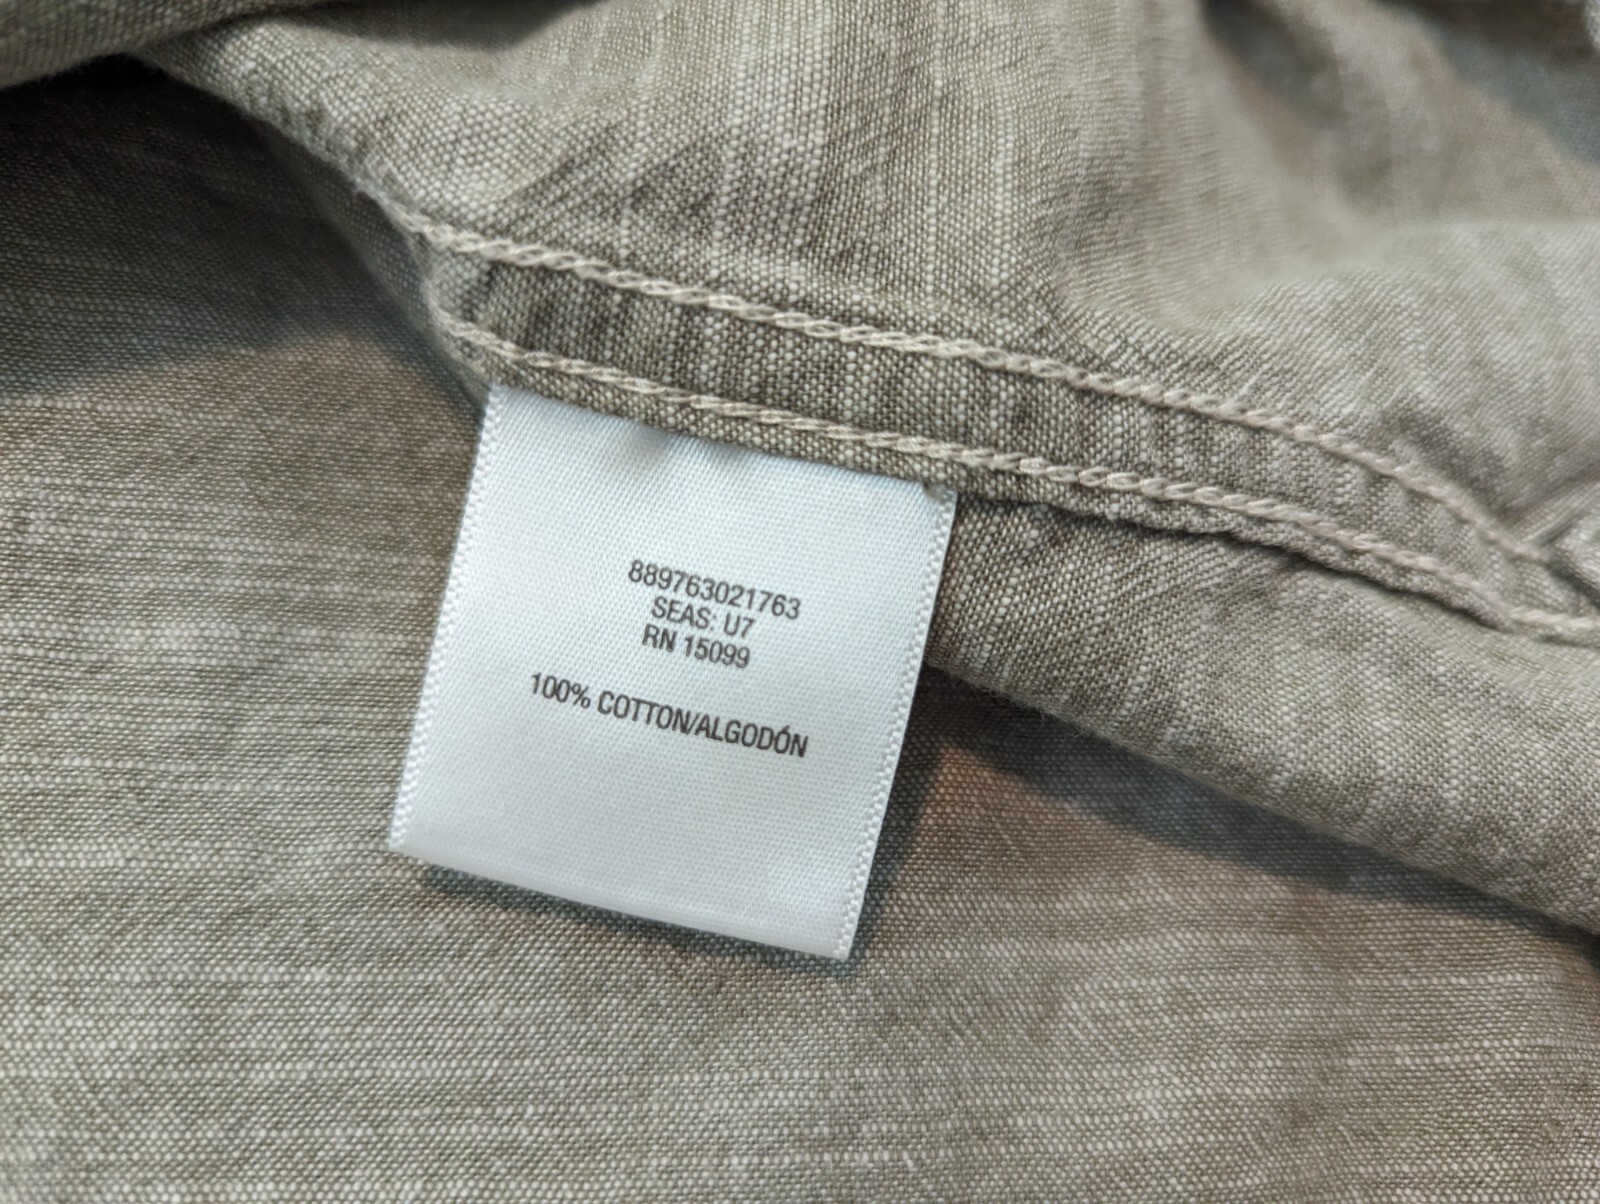 889763021763
SEAS: U7
RN 15099
100% COTTON/ALGODÓN